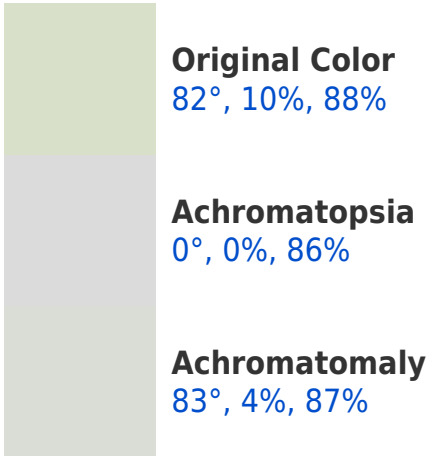 Original Color
82°, 10%, 88%
Achromatopsia
0°, 0%, 86%
Achromatomaly
83°, 4%, 87%